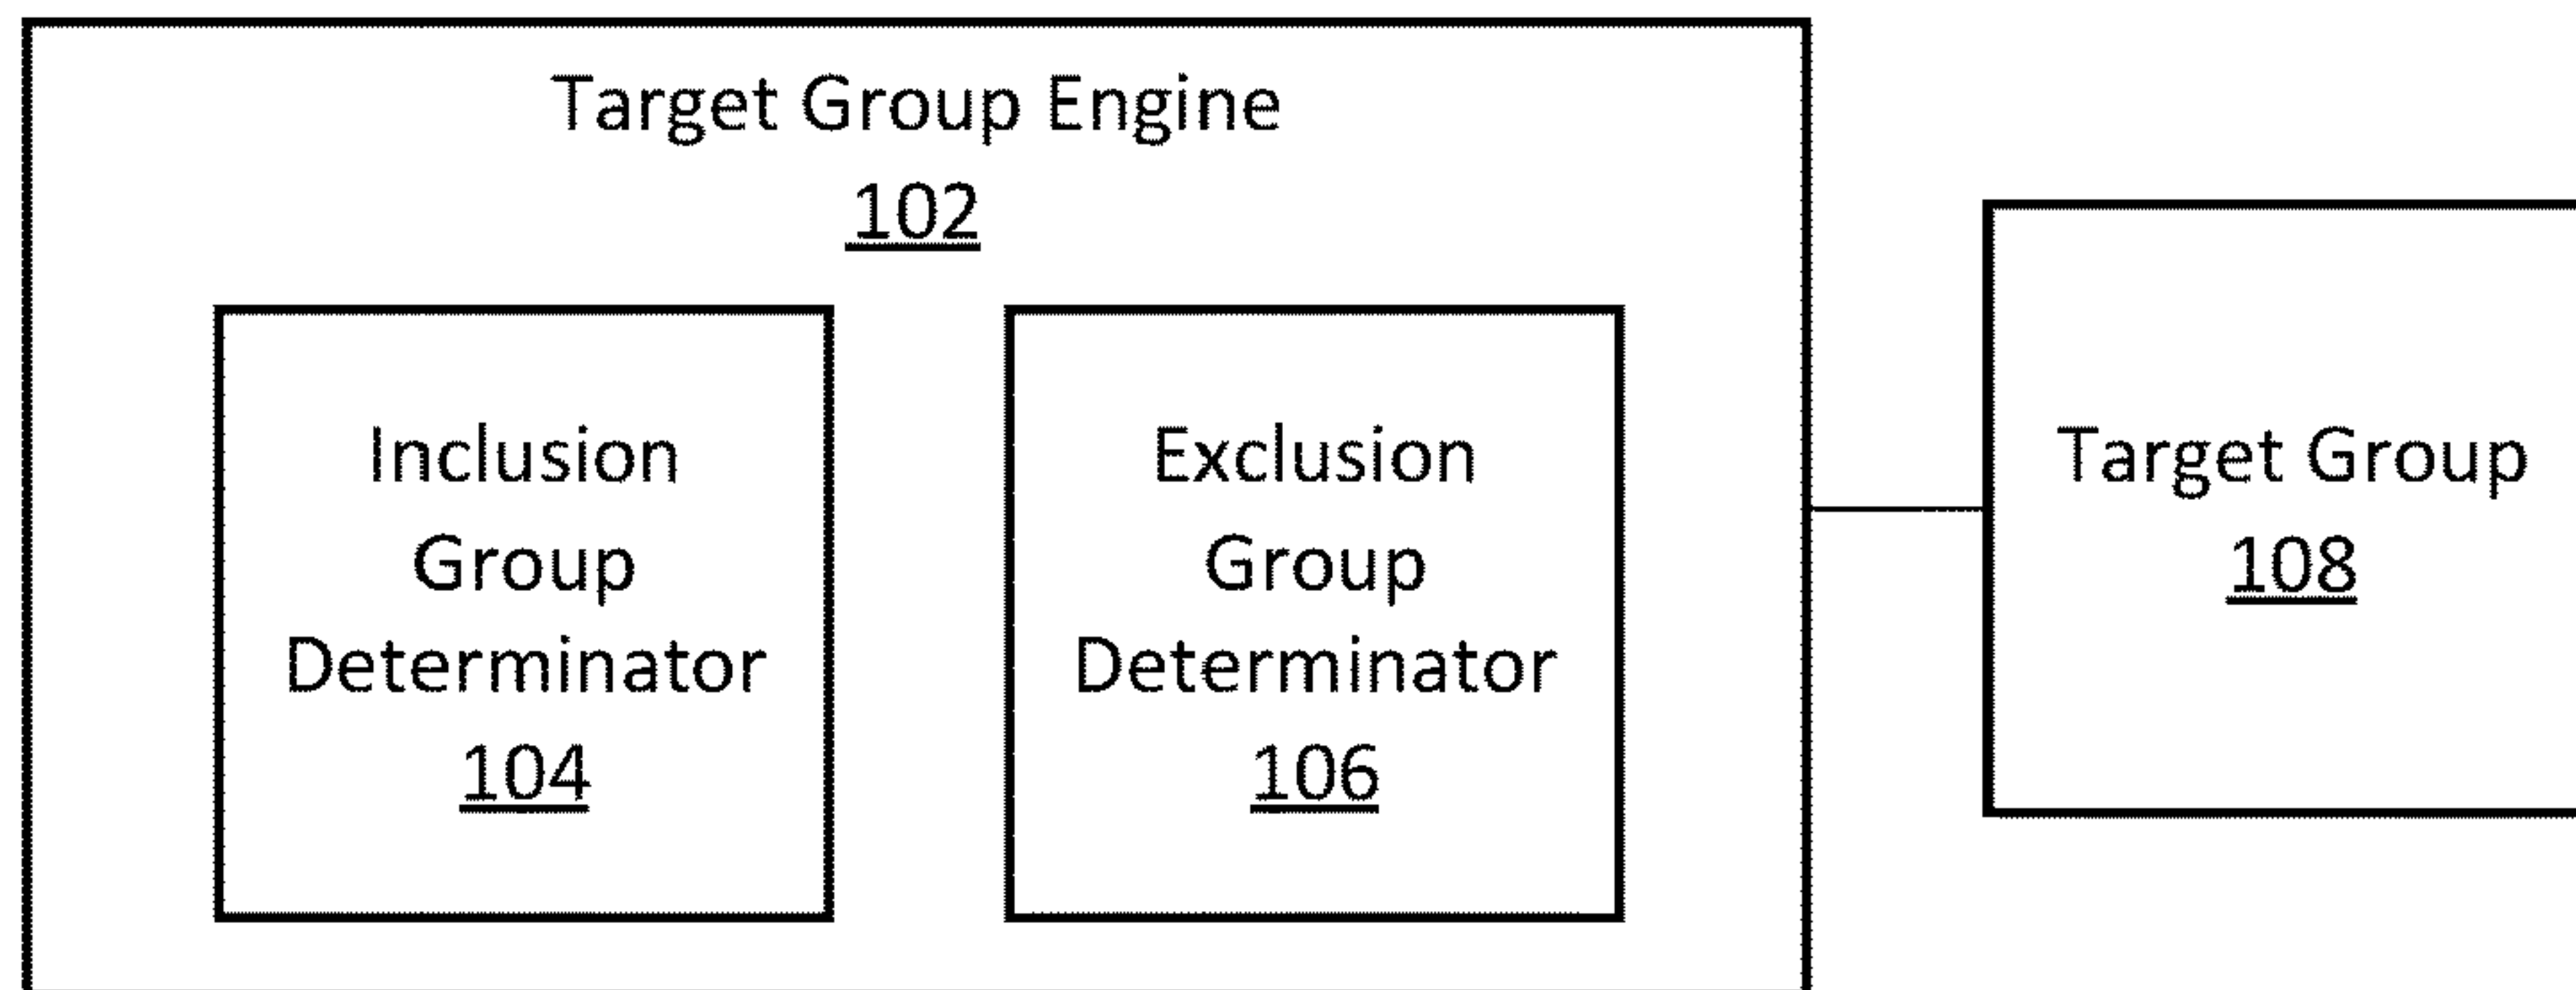 Target Group Engine
102
Inclusion
Group
Determinator
104
Exclusion
Group
Determinator
106
Target Group
108